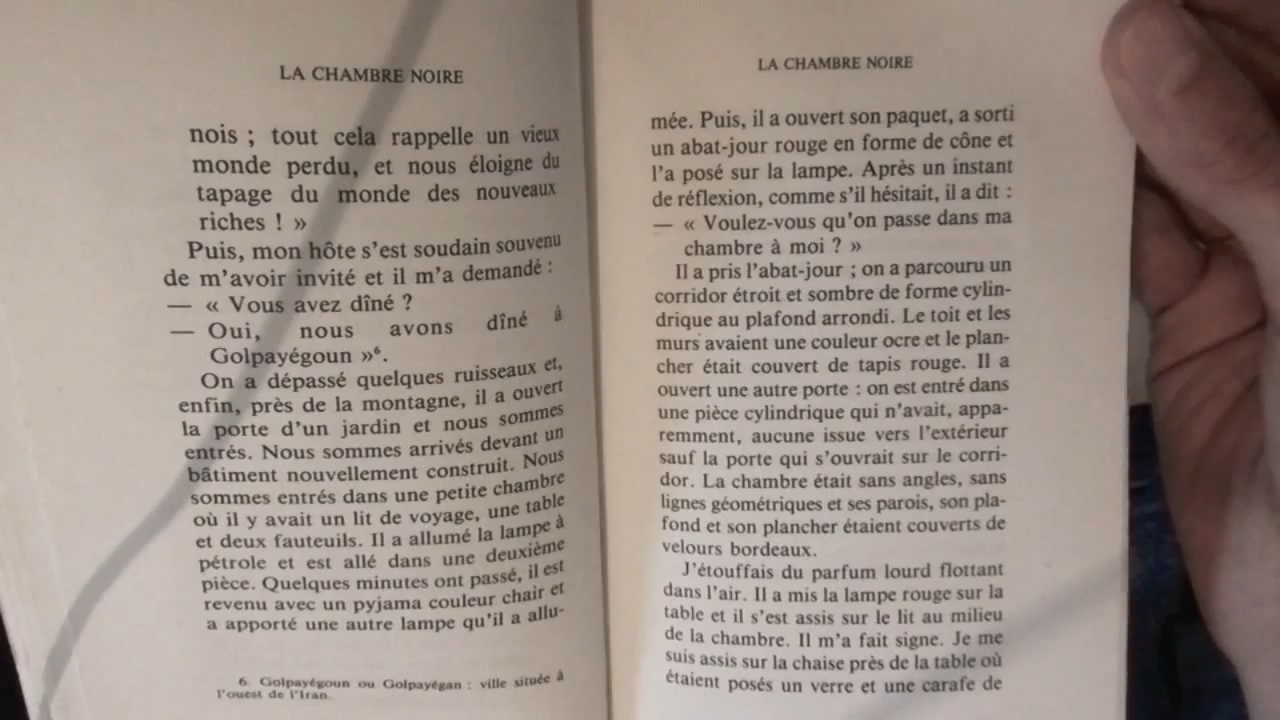 LA CHAMBRE NOIRE
nois ; tout cela rappelle un vieux
monde perdu, et nous éloigne du
tapage du monde des nouveaux
riches ! »
Puis, mon hôte s'est soudain souvenu
de m'avoir invité et il m'a demandé :
— « Vous avez dîné ?
— Oui, nous avons dîné à
Golpayégoun »⁶.
On a dépassé quelques ruisseaux et,
enfin, près de la montagne, il a ouvert
la porte d'un jardin et nous sommes
entrés. Nous sommes arrivés devant un
bâtiment nouvellement construit. Nous
sommes entrés dans une petite chambre
où il y avait un lit de voyage, une table
et deux fauteuils. Il a allumé la lampe à
pétrole et est allé dans une deuxième
pièce. Quelques minutes ont passé, il est
revenu avec un pyjama couleur chair et
a apporté une autre lampe qu'il a allu-
6. Golpayégoun ou Golpayégan : ville située à
l'ouest de l'Iran.
LA CHAMBRE NOIRE
mée. Puis, il a ouvert son paquet, a sorti
un abat-jour rouge en forme de cône et
l'a posé sur la lampe. Après un instant
de réflexion, comme s'il hésitait, il a dit :
— « Voulez-vous qu'on passe dans ma
chambre à moi ? »
Il a pris l'abat-jour ; on a parcouru un
corridor étroit et sombre de forme cylin-
drique au plafond arrondi. Le toit et les
murs avaient une couleur ocre et le plan-
cher était couvert de tapis rouge. Il a
ouvert une autre porte : on est entré dans
une pièce cylindrique qui n'avait, appa-
remment, aucune issue vers l'extérieur
sauf la porte qui s'ouvrait sur le corri-
dor. La chambre était sans angles, sans
lignes géométriques et ses parois, son pla-
fond et son plancher étaient couverts de
velours bordeaux.
J'étouffais du parfum lourd flottant
dans l'air. Il a mis la lampe rouge sur la
table et il s'est assis sur le lit au milieu
de la chambre. Il m'a fait signe. Je me
suis assis sur la chaise près de la table où
étaient posés un verre et une carafe de